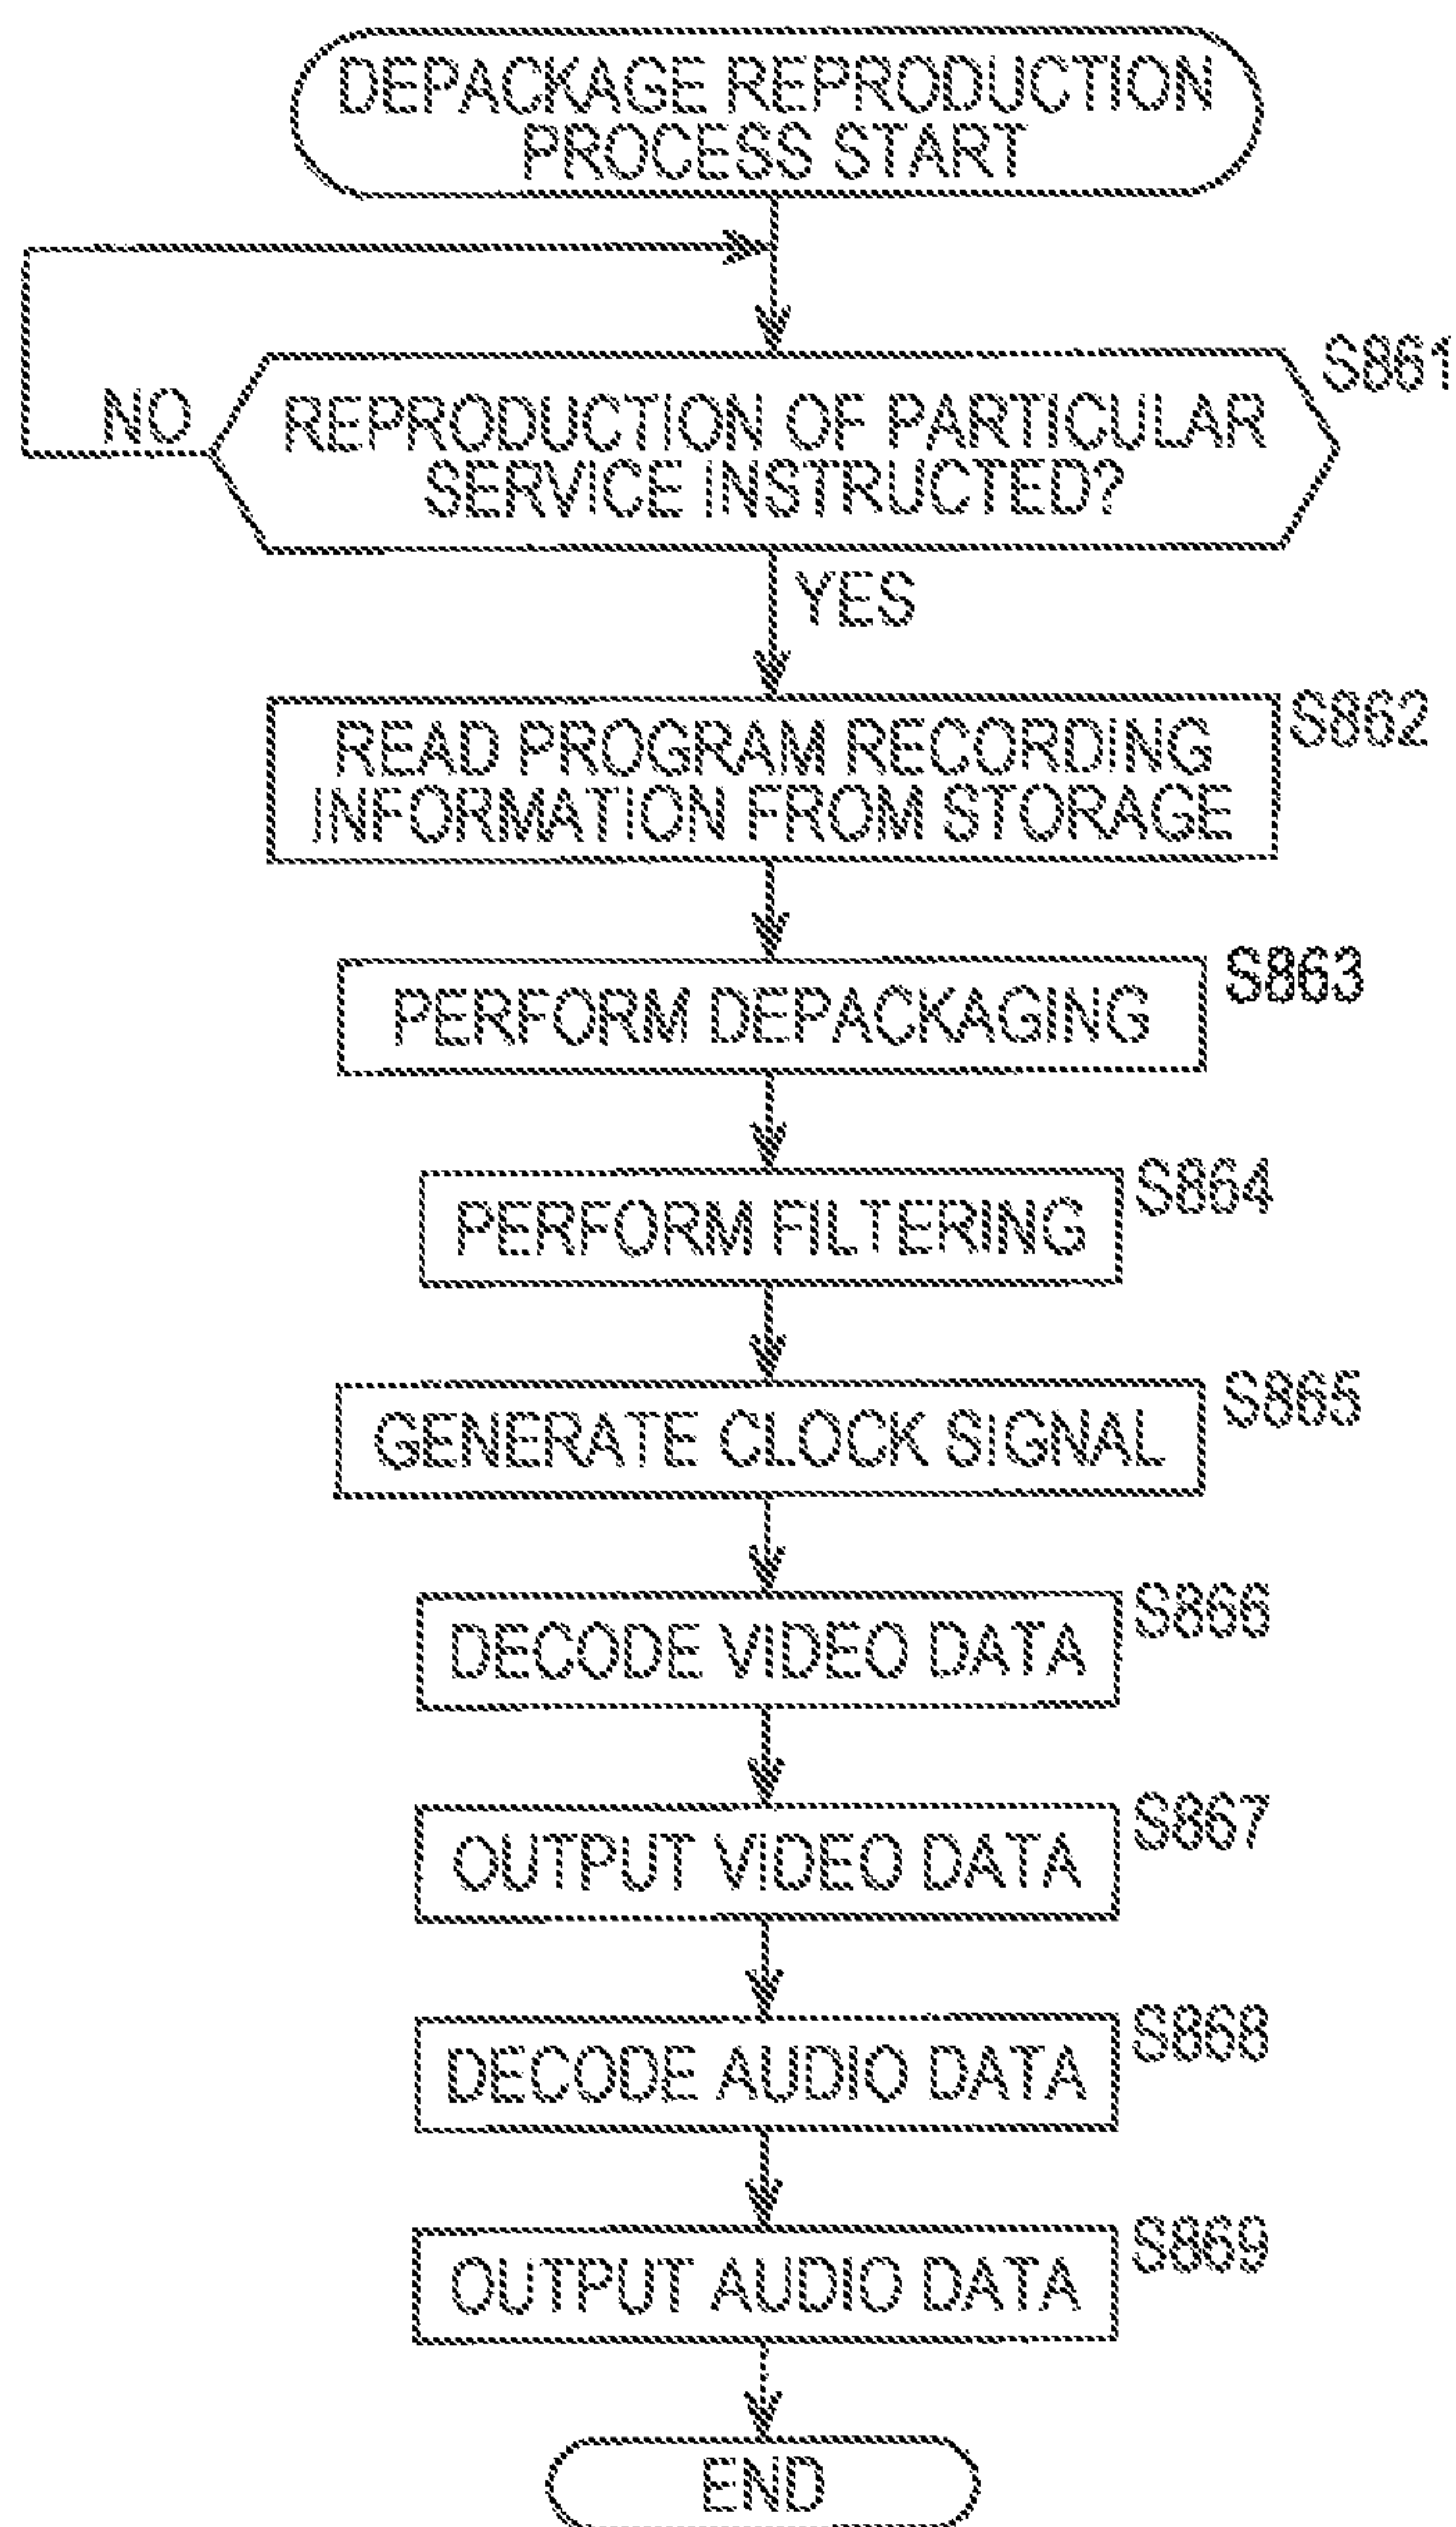 DEPACKAGE REPRODUCTION
PROCESS START
S861
NO
REPRODUCTION OF PARTICULAR
SERVICE INSTRUCTED?
YES
S862
READ PROGRAM RECORDING
INFORMATION FROM STORAGE
S863
PERFORM DEPACKAGING
S864
PERFORM FILTERING
S865
GENERATE CLOCK SIGNAL
S866
DECODE VIDEO DATA
S867
OUTPUT VIDEO DATA
S868
DECODE AUDIO DATA
S869
OUTPUT AUDIO DATA
END